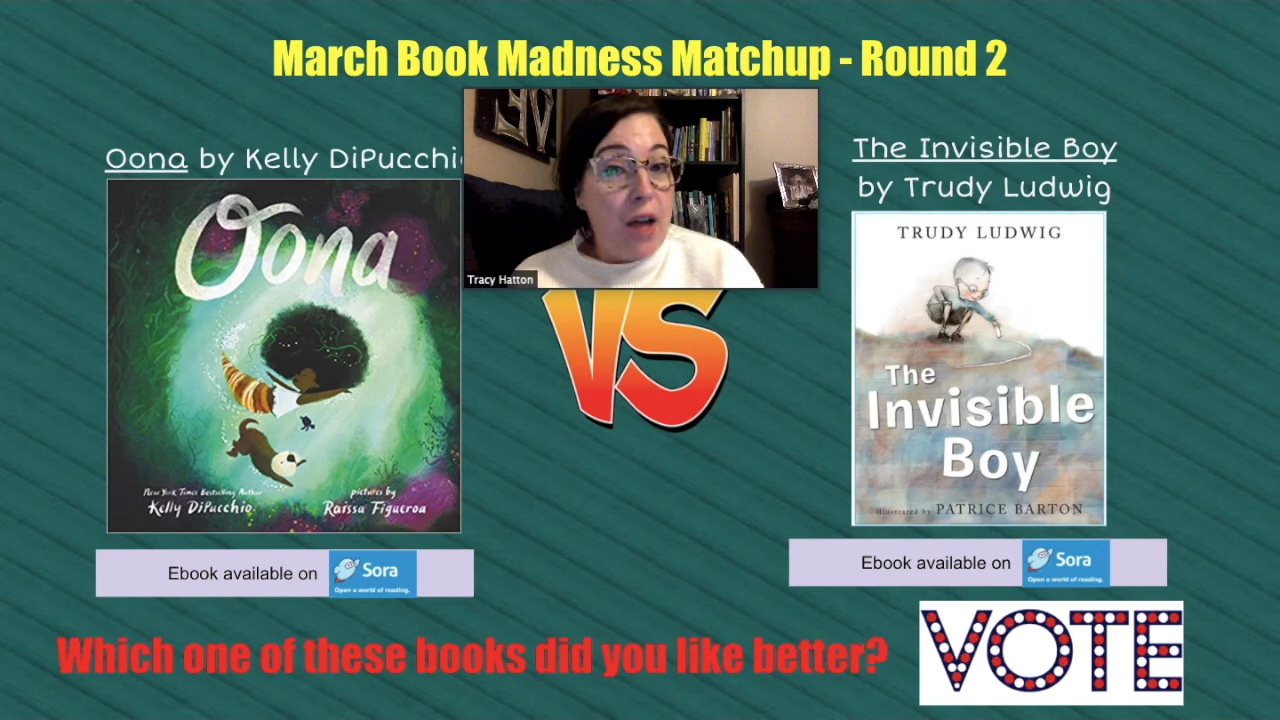 March Book Madness Matchup - Round 2
Oona by Kelly DiPucchi
Oona
New York Times Bestselling Author
Kelly DiPucchio
pictures by
Raissa Figueroa
Ebook available on
Sora
Open a world of reading.
Tracy Hatton
VS
The Invisible Boy
by Trudy Ludwig
TRUDY LUDWIG
The
Invisible
Boy
illustrated by PATRICE BARTON
Ebook available on
Sora
Open a world of reading.
Which one of these books did you like better?
VOTE